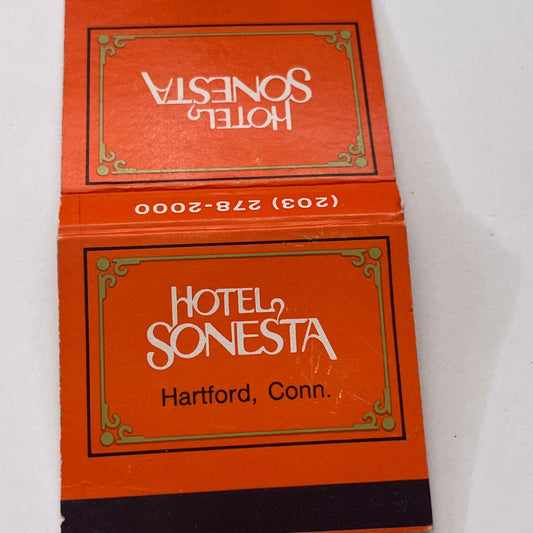 HOTEL
SONESTA
(203) 278-2000
HOTEL
SONESTA
Hartford, Conn.